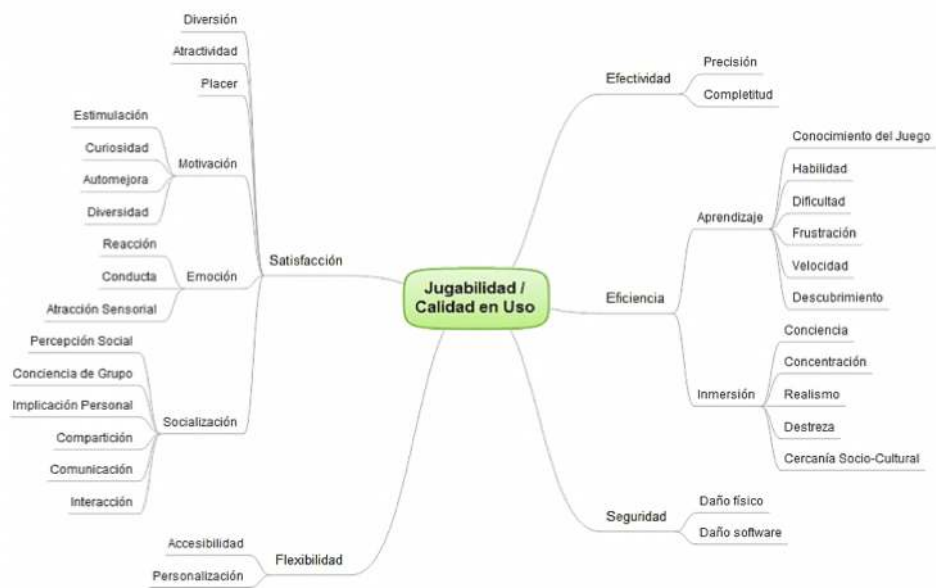 Jugabilidad /
Calidad en Uso
Satisfacción
Diversión
Atractividad
Placer
Motivación
Estimulación
Curiosidad
Automejora
Diversidad
Emoción
Reacción
Conducta
Atracción Sensorial
Socialización
Percepción Social
Conciencia de Grupo
Implicación Personal
Compartición
Comunicación
Interacción
Flexibilidad
Accesibilidad
Personalización
Efectividad
Precisión
Completitud
Eficiencia
Aprendizaje
Conocimiento del Juego
Habilidad
Dificultad
Frustración
Velocidad
Descubrimiento
Inmersión
Conciencia
Concentración
Realismo
Destreza
Cercanía Socio-Cultural
Seguridad
Daño físico
Daño software